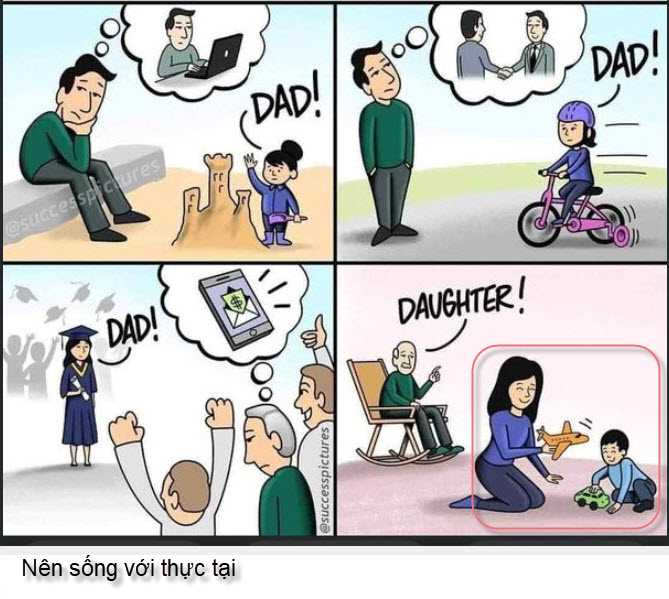 DAD!
@successpictures
DAD!
DAD!
$
@successpictures
DAUGHTER!
Nên sống với thực tại